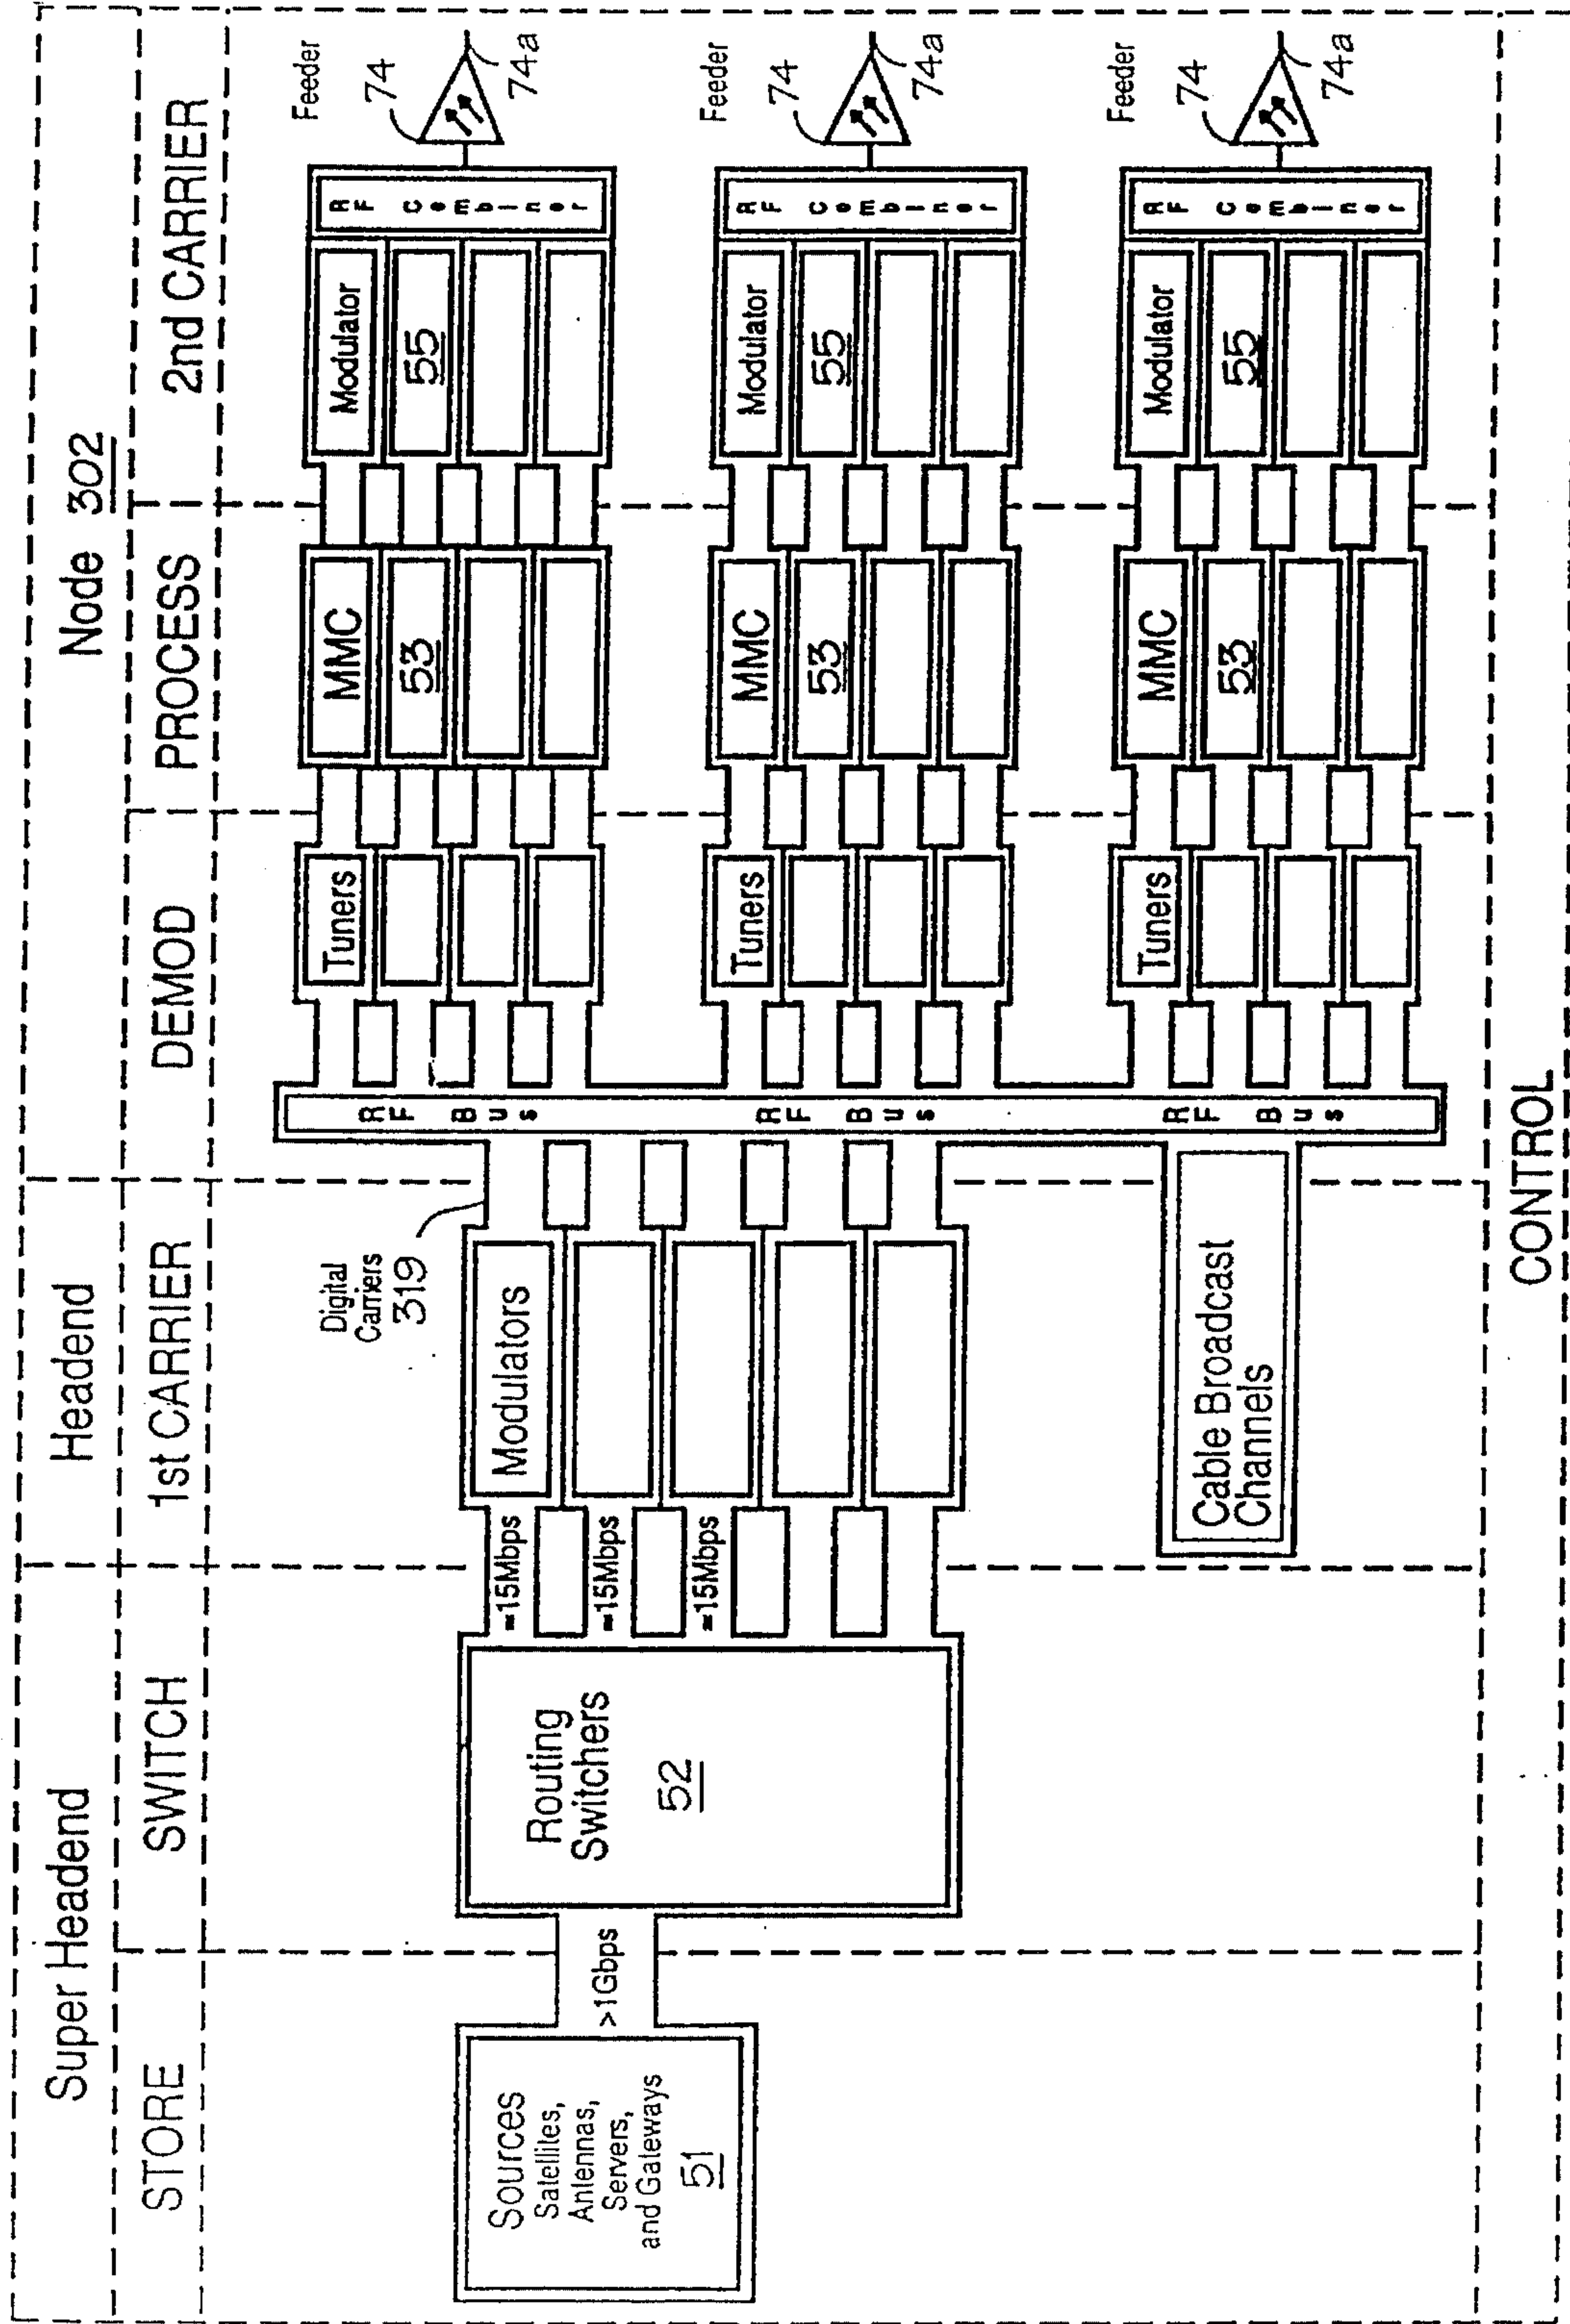 Super Headend
Headend
Node 302
STORE
SWITCH
1st CARRIER
DEMOD
PROCESS
2nd CARRIER
Sources
Satellites,
Antennas,
Servers,
and Gateways
51
>1Gbps
Routing
Switchers
52
≈15Mbps
≈15Mbps
≈15Mbps
Modulators
Digital
Carriers
319
Cable Broadcast
Channels
RF Bus
RF Bus
RF Bus
Tuners
MMC
53
Modulator
55
RF Combiner
Feeder
74
74a
Tuners
MMC
53
Modulator
55
RF Combiner
Feeder
74
74a
Tuners
MMC
53
Modulator
55
RF Combiner
Feeder
74
74a
CONTROL